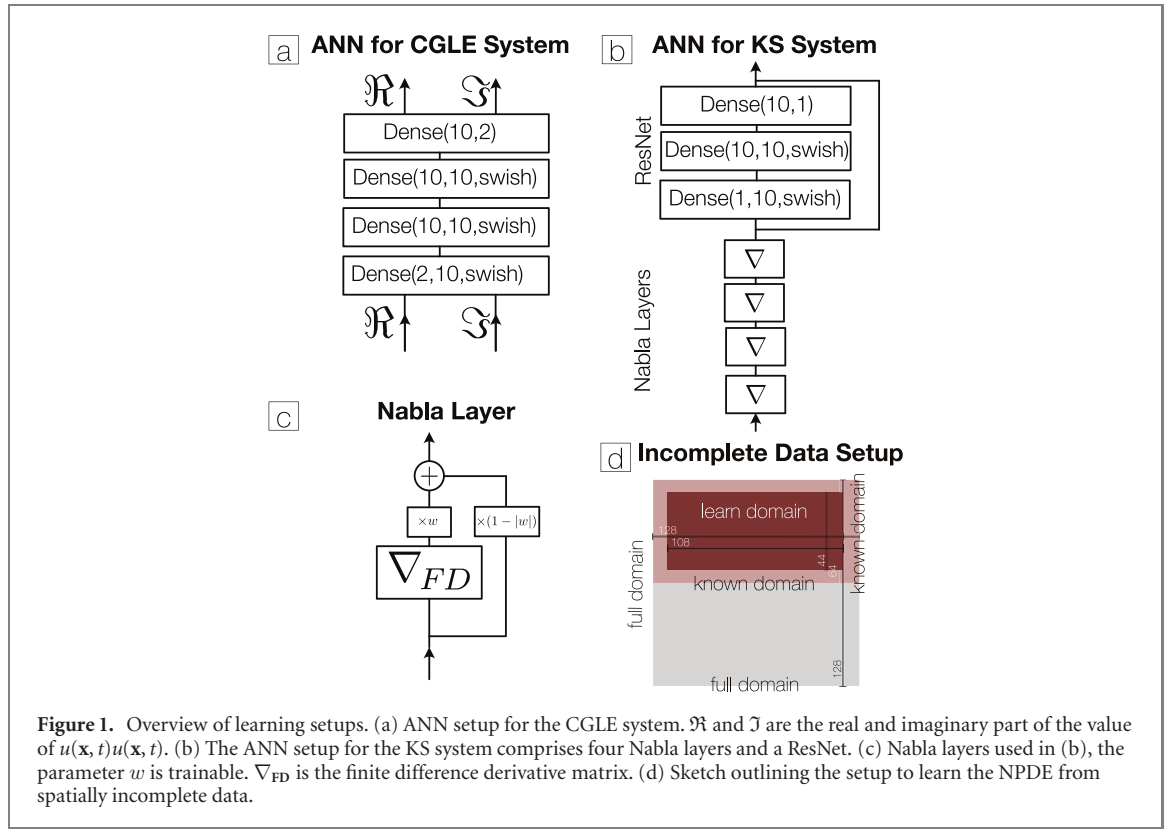 a ANN for CGLE System
ℜ ℑ
Dense(10,2)
Dense(10,10,swish)
Dense(10,10,swish)
Dense(2,10,swish)
ℜ ℑ
b ANN for KS System
ResNet
Dense(10,1)
Dense(10,10,swish)
Dense(1,10,swish)
Nabla Layers
∇
∇
∇
∇
c Nabla Layer
+
×w ×(1−|w|)
∇FD
d Incomplete Data Setup
learn domain
128
108
44
64
known domain
known domain
full domain
128
full domain
Figure 1. Overview of learning setups. (a) ANN setup for the CGLE system. ℜ and ℑ are the real and imaginary part of the value
of u(x, t)u(x, t). (b) The ANN setup for the KS system comprises four Nabla layers and a ResNet. (c) Nabla layers used in (b), the
parameter w is trainable. ∇FD is the finite difference derivative matrix. (d) Sketch outlining the setup to learn the NPDE from
spatially incomplete data.